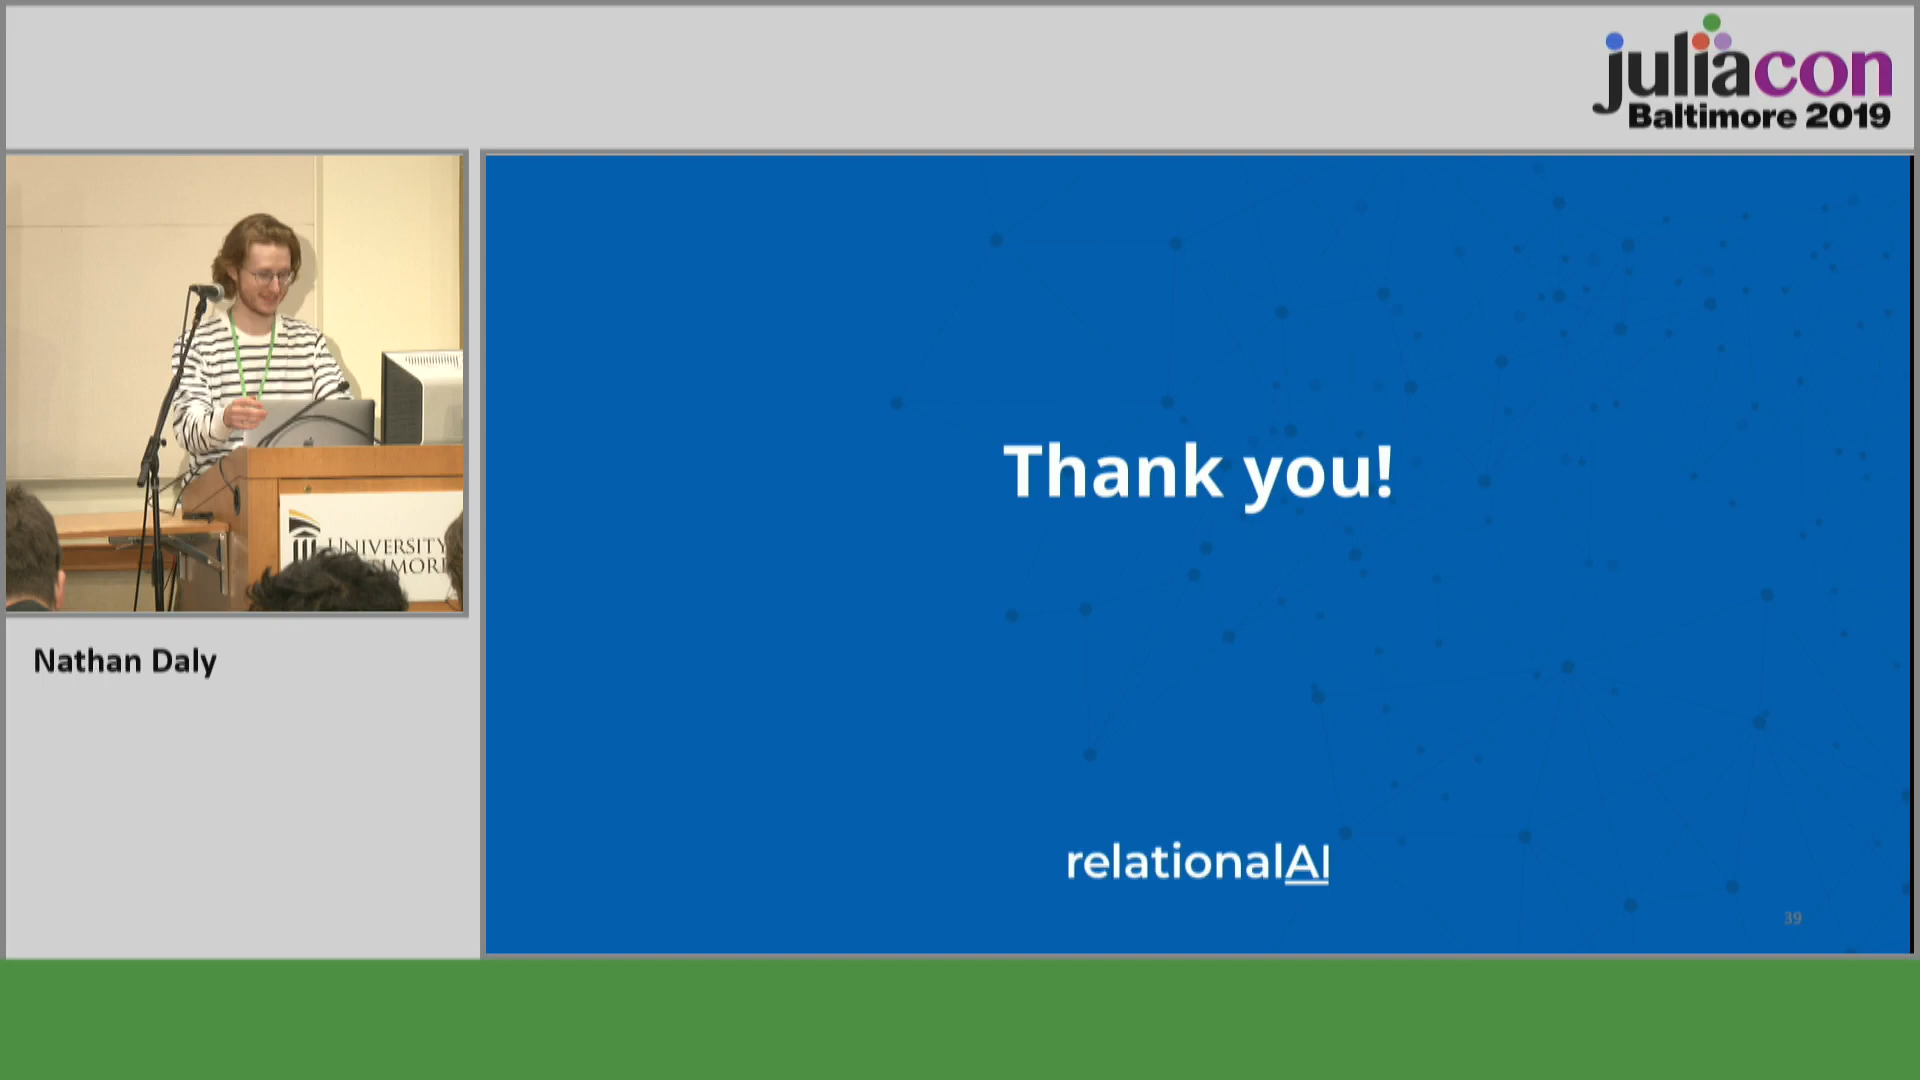 juliacon
Baltimore 2019
UNIVERSITY
Nathan Daly
Thank you!
relationalAI
39